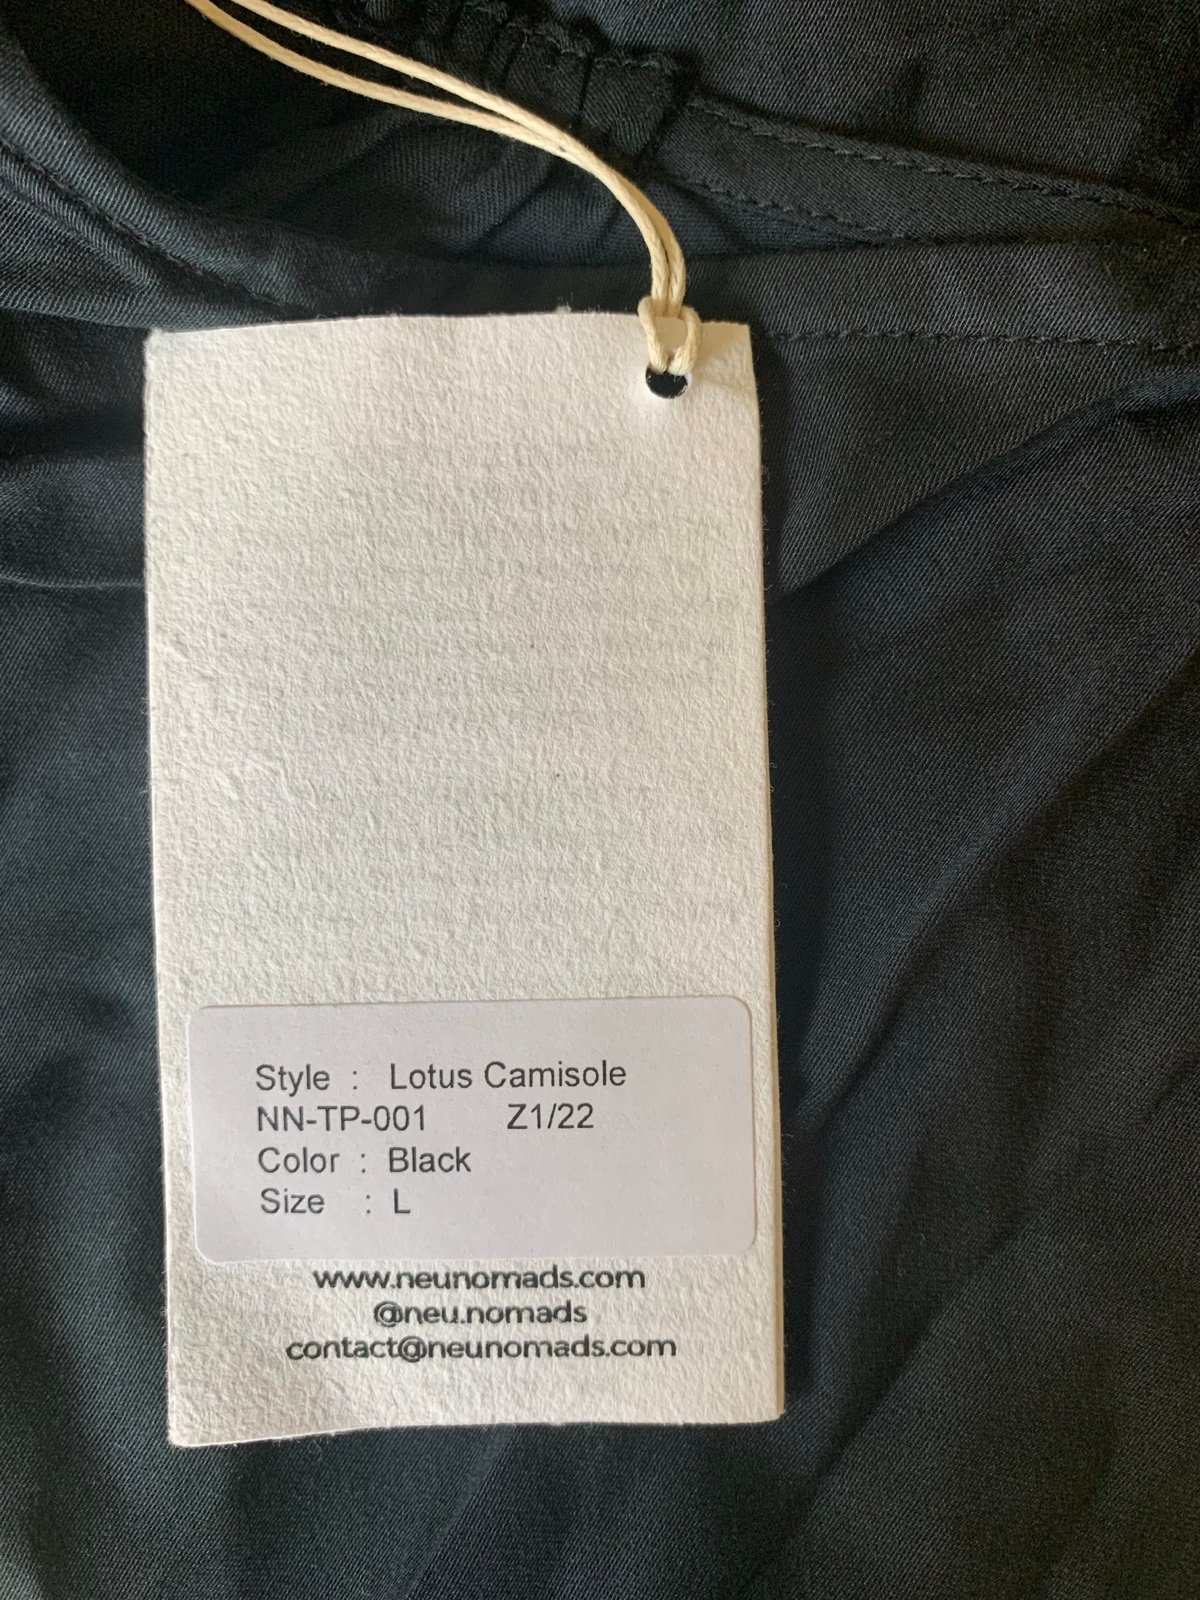 Style : Lotus Camisole
NN-TP-001 Z1/22
Color : Black
Size : L
www.neunomads.com
@neu.nomads
contact@neunomads.com